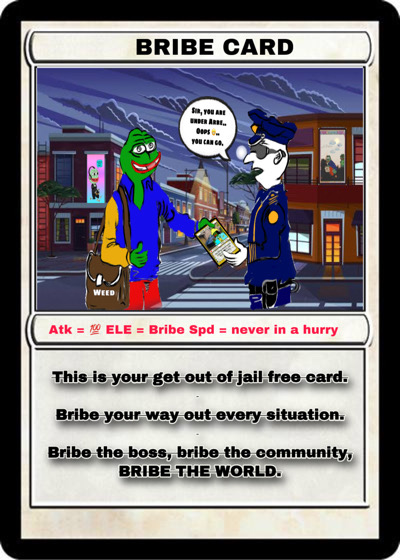 BRIBE CARD
Sir, you are
under Arre..
Oops 👌..
you can go.
Weed
Atk = 💯 ELE = Bribe Spd = never in a hurry
This is your get out of jail free card.
Bribe your way out every situation.
Bribe the boss, bribe the community,
BRIBE THE WORLD.